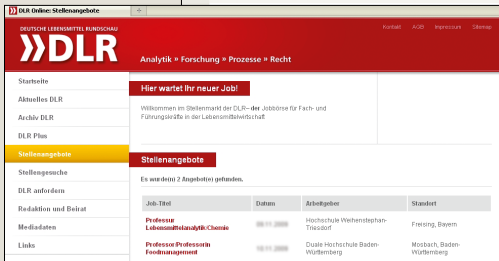 DLR Online: Stellenangebote
DEUTSCHE LEBENSMITTEL RUNDSCHAU
Kontakt AGB Impressum Sitemap
DLR
Analytik » Forschung » Prozesse » Recht
Startseite
Aktuelles DLR
Archiv DLR
DLR Plus
Stellenangebote
Stellengesuche
DLR anfordern
Redaktion und Beirat
Mediadaten
Links
Hier wartet Ihr neuer Job!
Willkommen im Stellenmarkt der DLR– der Jobbörse für Fach- und
Führungskräfte in der Lebensmittelwirtschaft
Stellenangebote
Es wurde(n) 2 Angebot(e) gefunden.
Job-Titel Datum Arbeitgeber Standort
Professur
Lebensmittelanalytik/Chemie
Hochschule Weihenstephan-
Triesdorf
Freising, Bayern
Professor/Professorin
Foodmanagement
Duale Hochschule Baden-
Württemberg
Mosbach, Baden-
Württemberg